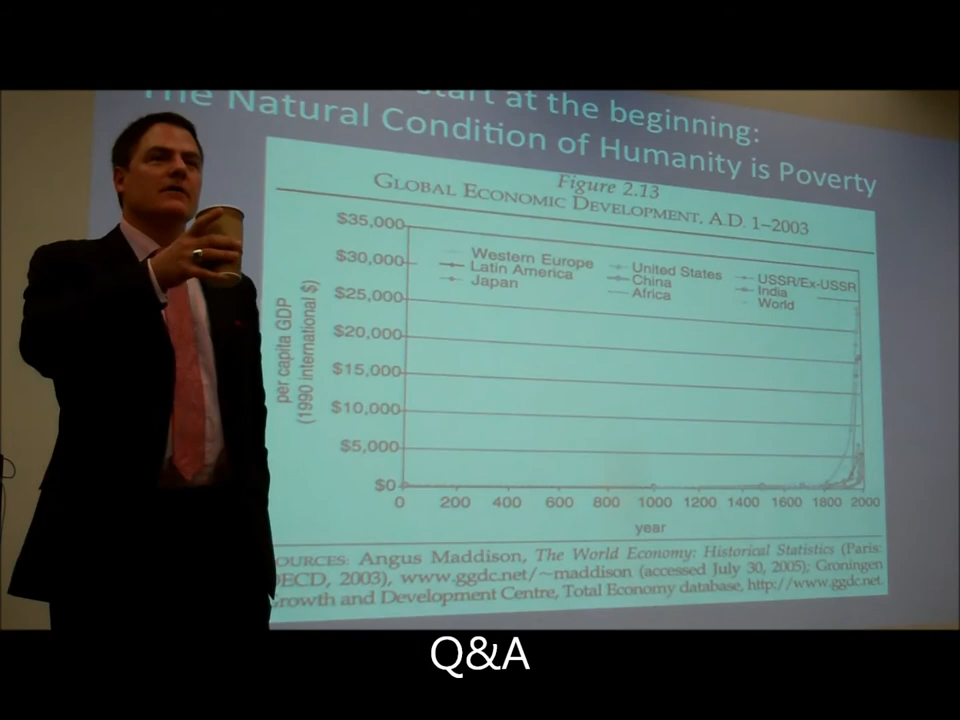 start at the beginning:
The Natural Condition of Humanity is Poverty
Figure 2.13
GLOBAL ECONOMIC DEVELOPMENT, A.D. 1–2003
$35,000
$30,000
$25,000
$20,000
$15,000
$10,000
$5,000
$0
per capita GDP
(1990 international $)
Western Europe
Latin America
Japan
United States
China
Africa
USSR/Ex-USSR
India
World
0 200 400 600 800 1000 1200 1400 1600 1800 2000
year
OURCES: Angus Maddison, The World Economy: Historical Statistics (Paris:
ECD, 2003), www.ggdc.net/~maddison (accessed July 30, 2005); Groningen
rowth and Development Centre, Total Economy database, http://www.ggdc.net.
Q&A